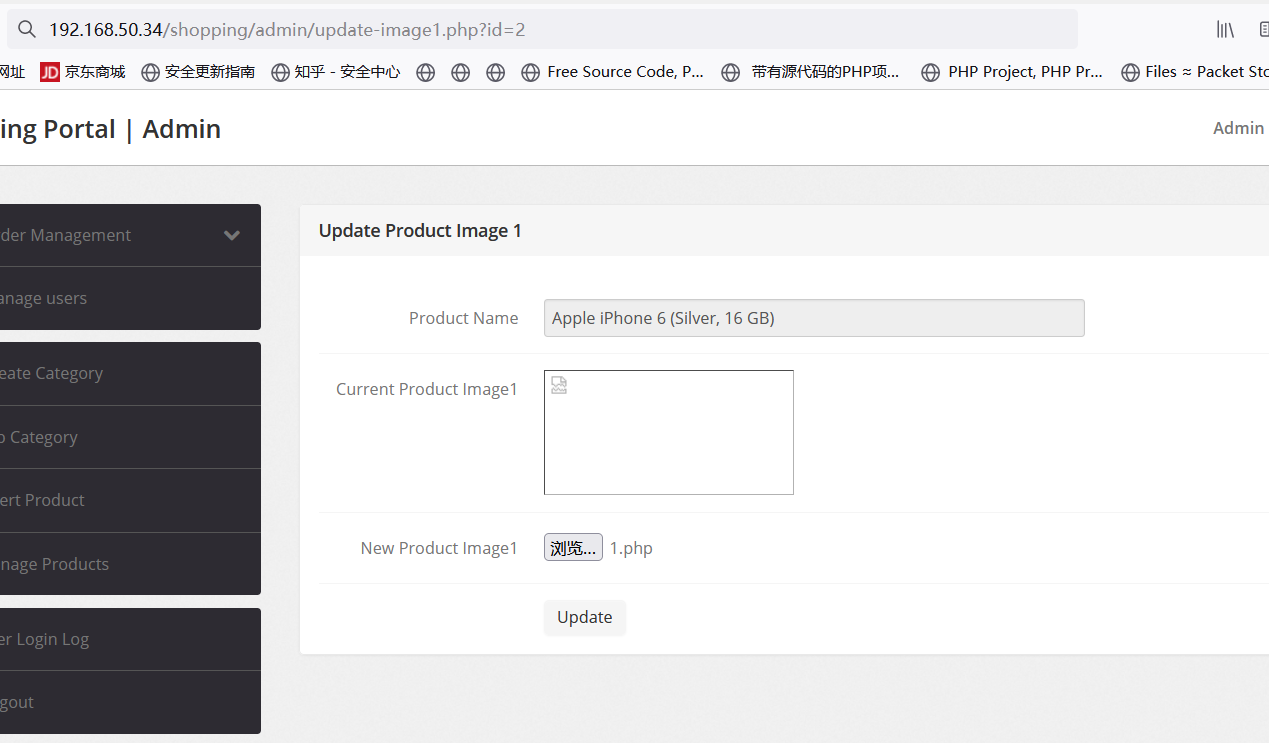 192.168.50.34/shopping/admin/update-image1.php?id=2
网址 JD 京东商城 安全更新指南 知乎 - 安全中心 Free Source Code, P... 带有源代码的PHP项... PHP Project, PHP Pr... Files ≈ Packet Sto
ing Portal | Admin
Admin
der Management
anage users
eate Category
b Category
ert Product
nage Products
er Login Log
gout
Update Product Image 1
Product Name Apple iPhone 6 (Silver, 16 GB)
Current Product Image1
New Product Image1 浏览... 1.php
Update